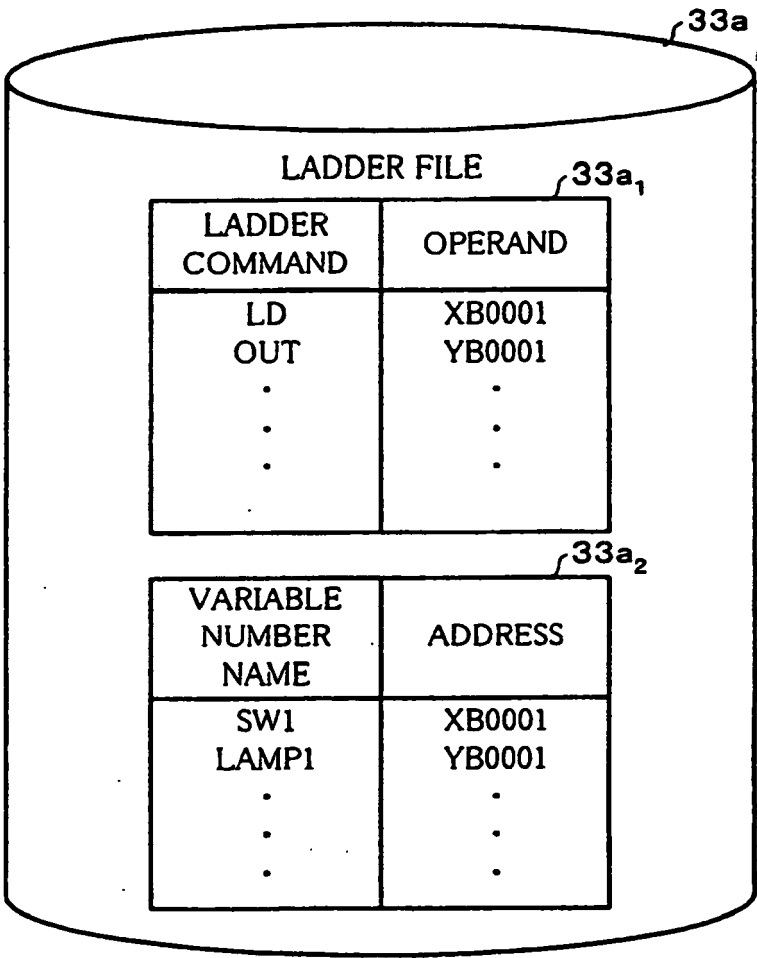 33a
LADDER FILE
33a₁
LADDER COMMAND OPERAND
LD XB0001
OUT YB0001
33a₂
VARIABLE NUMBER NAME ADDRESS
SW1 XB0001
LAMP1 YB0001